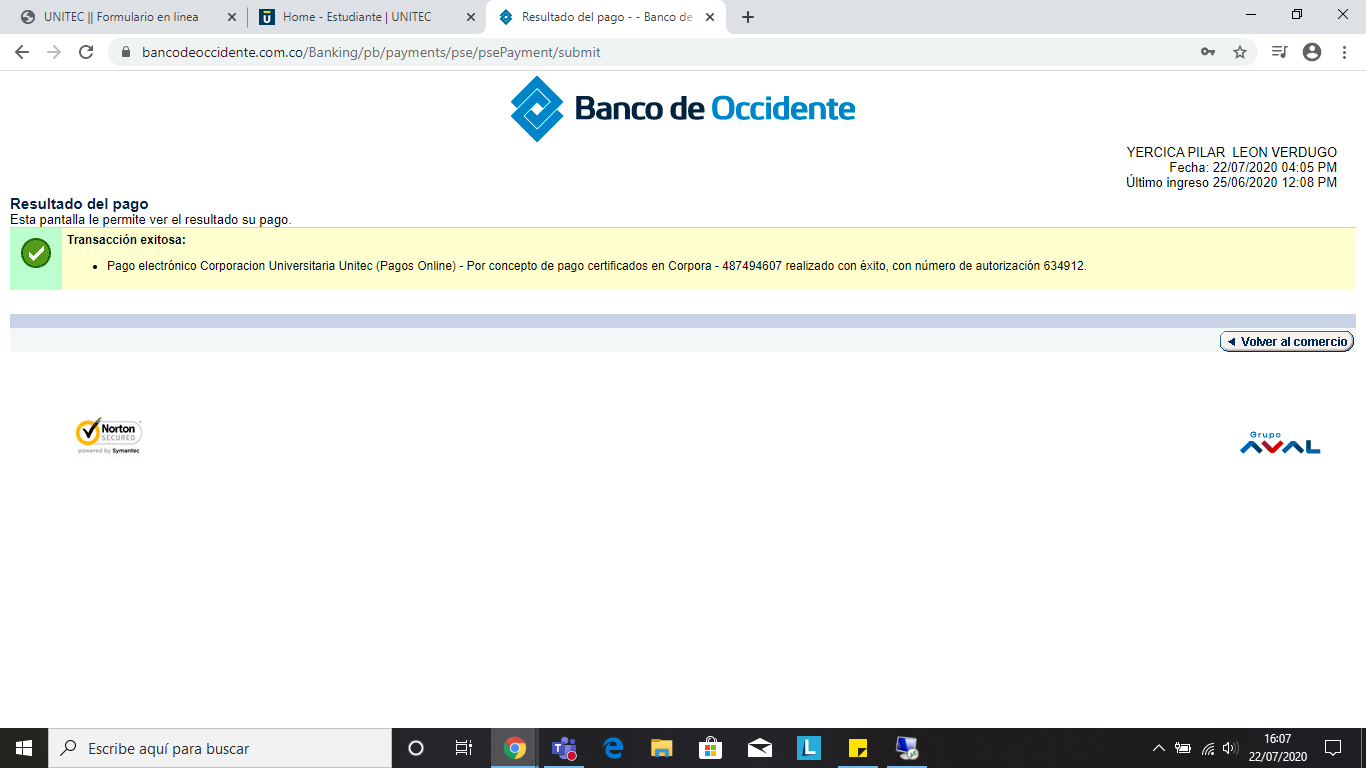 UNITEC || Formulario en linea
Home - Estudiante | UNITEC
Resultado del pago - - Banco de
bancodeoccidente.com.co/Banking/pb/payments/pse/psePayment/submit
Banco de Occidente
YERCICA PILAR LEON VERDUGO
Fecha: 22/07/2020 04:05 PM
Último ingreso 25/06/2020 12:08 PM
Resultado del pago
Esta pantalla le permite ver el resultado su pago.
Transacción exitosa:
Pago electrónico Corporacion Universitaria Unitec (Pagos Online) - Por concepto de pago certificados en Corpora - 487494607 realizado con éxito, con número de autorización 634912.
Volver al comercio
Norton
SECURED
powered by Symantec
Grupo
AVAL
Escribe aquí para buscar
16:07
22/07/2020